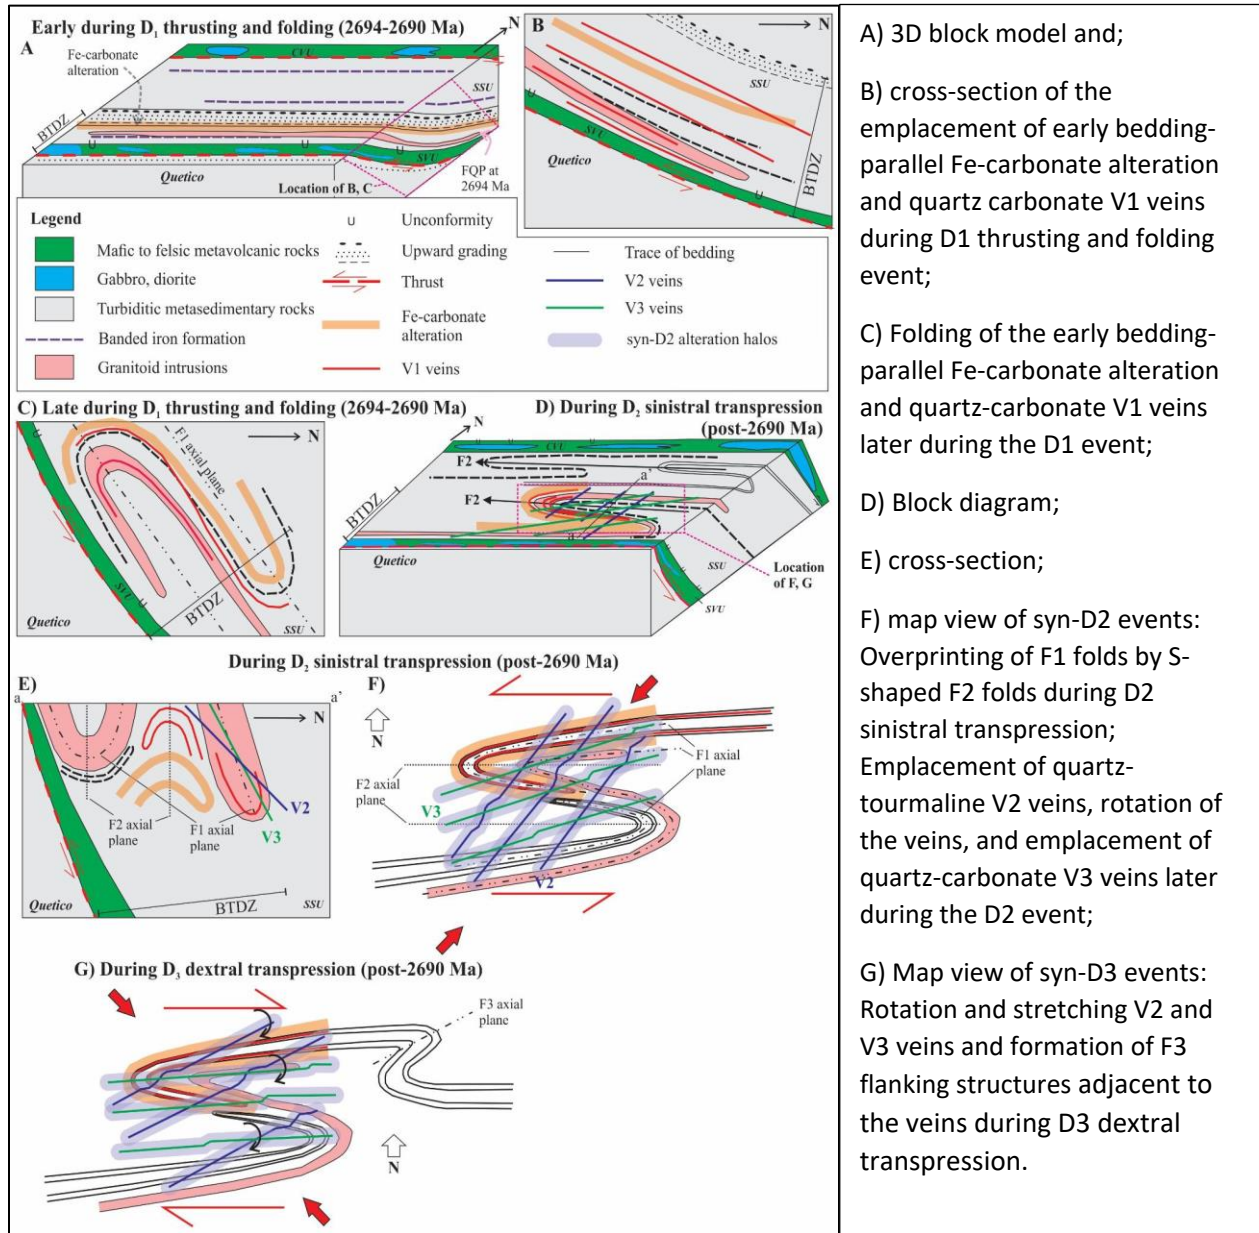 Early during D₁ thrusting and folding (2694-2690 Ma)
A
N
Fe-carbonate
alteration
CVU
SSU
BTDZ
U
U
U
U
SVU
Quetico
Location of B, C
FQP at
2694 Ma
B
N
SSU
SVU
BTDZ
U
Legend
Mafic to felsic metavolcanic rocks
Gabbro, diorite
Turbiditic metasedimentary rocks
Banded iron formation
Granitoid intrusions
U
Unconformity
Upward grading
Thrust
Fe-carbonate
alteration
V1 veins
Trace of bedding
V2 veins
V3 veins
syn-D2 alteration halos
C) Late during D₁ thrusting and folding (2694-2690 Ma)
U
F1 axial plane
N
SVU
U
BTDZ
Quetico
SSU
D) During D₂ sinistral transpression
(post-2690 Ma)
N
CVU
F2
a'
F2
BTDZ
a
Quetico
SSU
Location
of F, G
SVU
During D₂ sinistral transpression (post-2690 Ma)
E)
a
a'
N
V2
V3
F2 axial
plane
F1 axial
plane
Quetico
BTDZ
SSU
F)
N
F1 axial
plane
F2 axial
plane
V3
V2
G) During D₃ dextral transpression (post-2690 Ma)
F3 axial
plane
N
A) 3D block model and;
B) cross-section of the
emplacement of early bedding-
parallel Fe-carbonate alteration
and quartz carbonate V1 veins
during D1 thrusting and folding
event;
C) Folding of the early bedding-
parallel Fe-carbonate alteration
and quartz-carbonate V1 veins
later during the D1 event;
D) Block diagram;
E) cross-section;
F) map view of syn-D2 events:
Overprinting of F1 folds by S-
shaped F2 folds during D2
sinistral transpression;
Emplacement of quartz-
tourmaline V2 veins, rotation of
the veins, and emplacement of
quartz-carbonate V3 veins later
during the D2 event;
G) Map view of syn-D3 events:
Rotation and stretching V2 and
V3 veins and formation of F3
flanking structures adjacent to
the veins during D3 dextral
transpression.